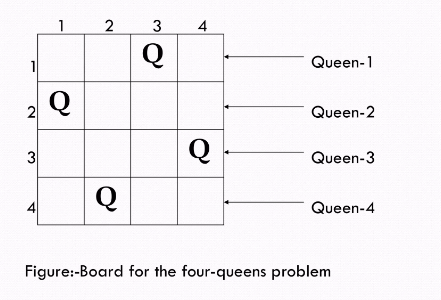 1 2 3 4
1 Q Queen-1
2 Q Queen-2
3 Q Queen-3
4 Q Queen-4
Figure:-Board for the four-queens problem